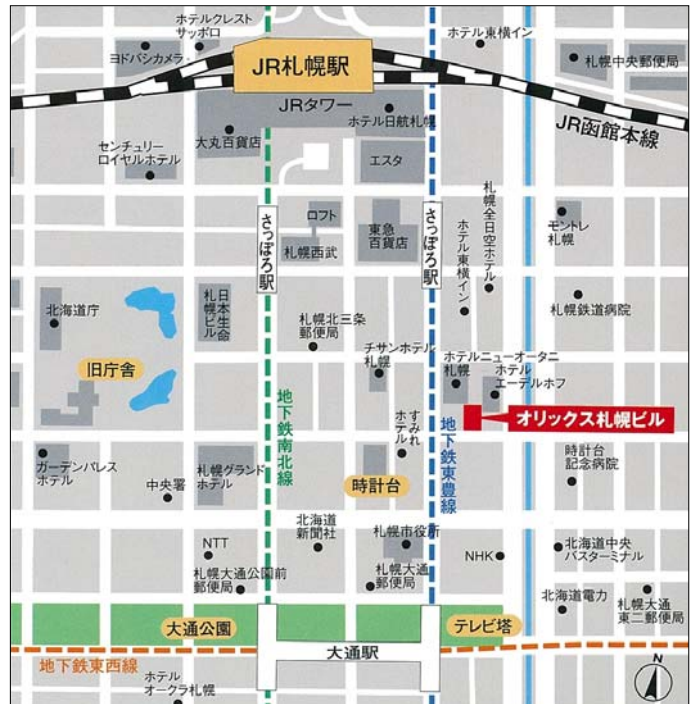 ホテルクレスト
サッポロ
ヨドバシカメラ
JR札幌駅
ホテル東横イン
札幌中央郵便局
JRタワー
ホテル日航札幌
JR函館本線
大丸百貨店
センチュリー
ロイヤルホテル
エスタ
さっぽろ駅
ロフト
札幌西武
東急
百貨店
さっぽろ駅
ホテル東横イン
札幌全日空ホテル
モントレ
札幌
北海道庁
日本生命
札幌ビル
札幌北三条
郵便局
札幌鉄道病院
旧庁舎
チサンホテル
札幌
ホテルニューオータニ
札幌
ホテル
エーデルホフ
地下鉄南北線
すみれ
ホテル
地下鉄東豊線
オリックス札幌ビル
ガーデンパレス
ホテル
中央署
札幌グランド
ホテル
時計台
時計台
記念病院
NTT
北海道
新聞社
札幌市役所
NHK
北海道中央
バスターミナル
札幌大通公園前
郵便局
札幌大通
郵便局
北海道電力
札幌大通
東二郵便局
大通公園
テレビ塔
大通駅
地下鉄東西線
ホテル
オークラ札幌
N